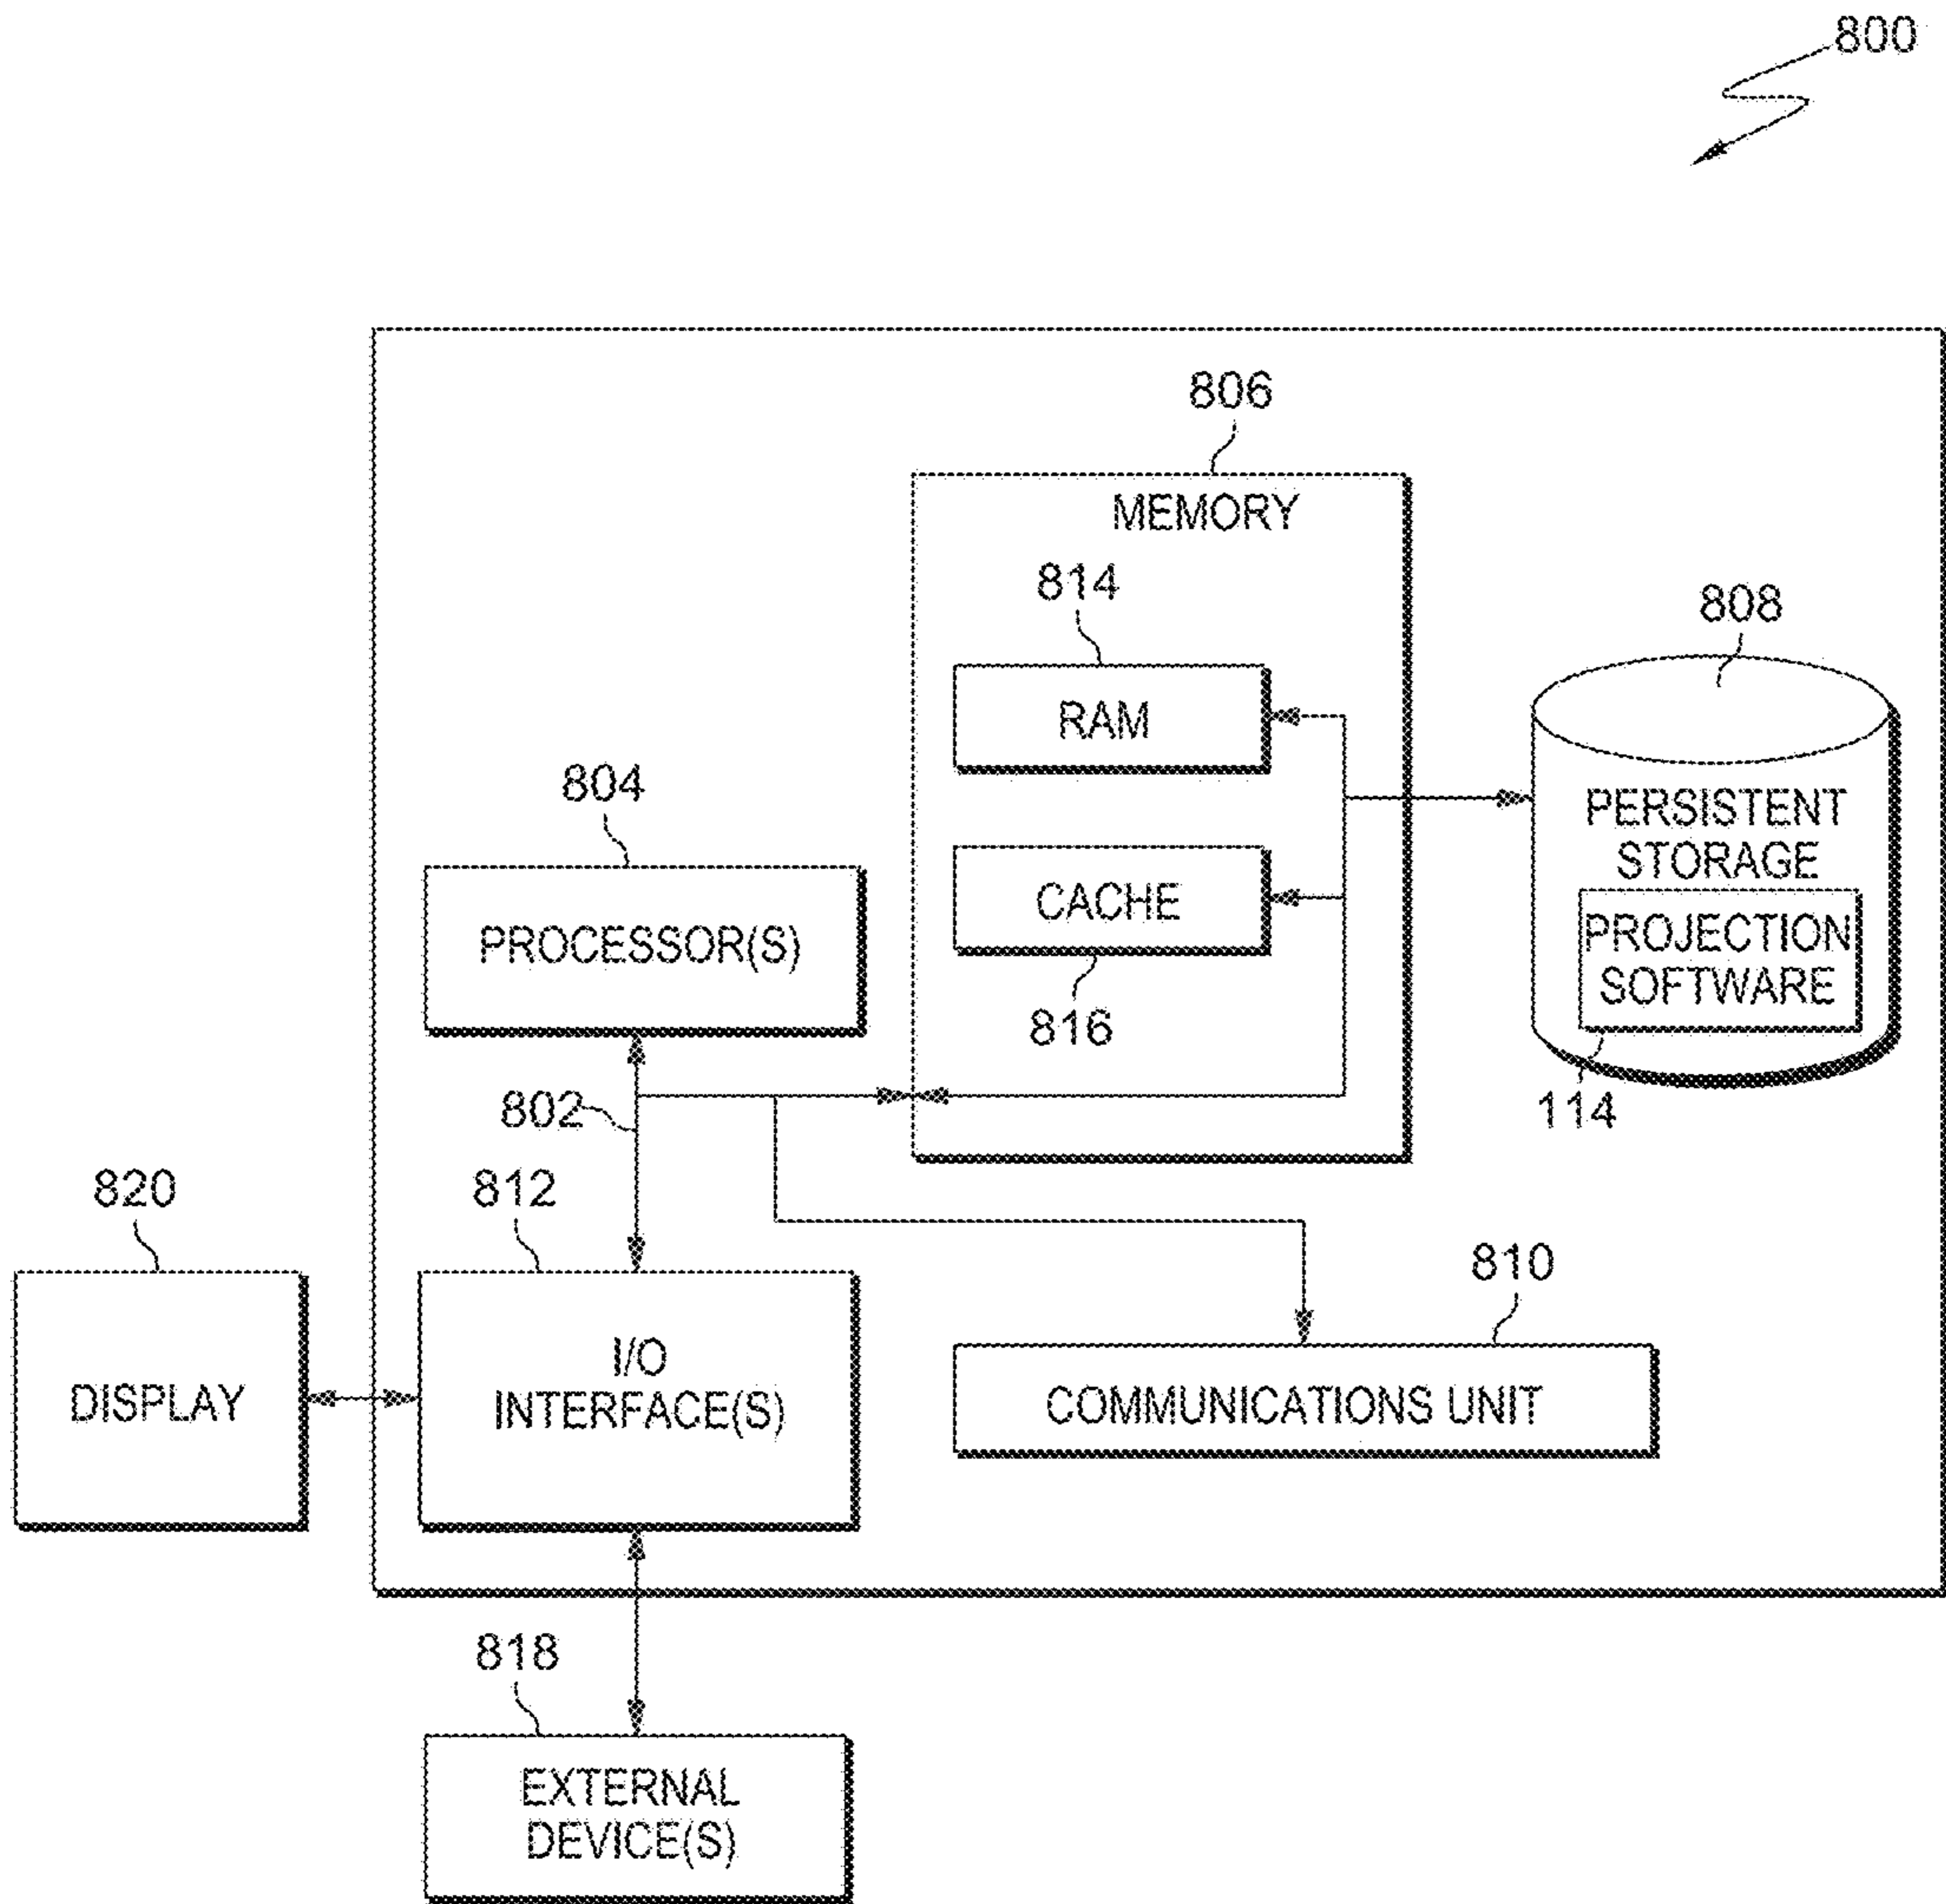 800
806
MEMORY
814
RAM
808
PERSISTENT
STORAGE
PROJECTION
SOFTWARE
114
804
PROCESSOR(S)
CACHE
816
802
820
DISPLAY
812
I/O
INTERFACE(S)
810
COMMUNICATIONS UNIT
818
EXTERNAL
DEVICE(S)